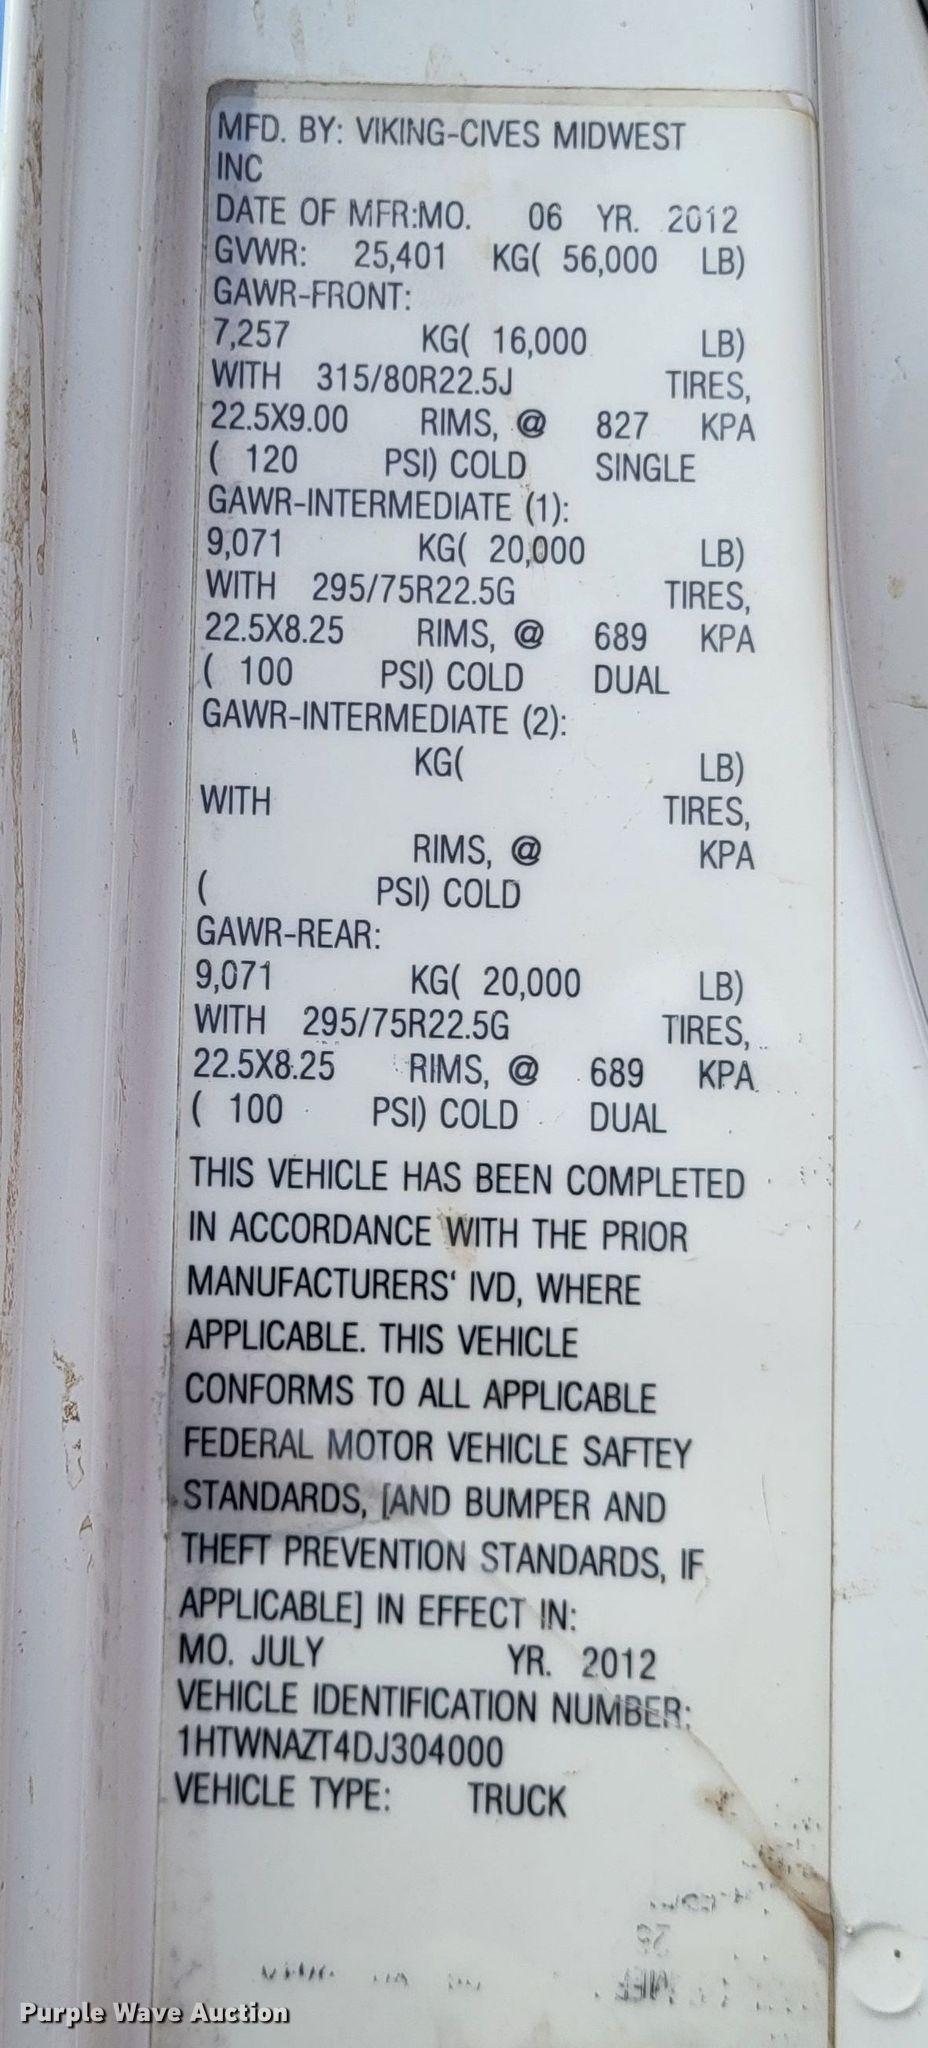 MFD. BY: VIKING-CIVES MIDWEST
INC
DATE OF MFR:MO. 06 YR. 2012
GVWR: 25,401 KG( 56,000 LB)
GAWR-FRONT:
7,257 KG( 16,000 LB)
WITH 315/80R22.5J TIRES,
22.5X9.00 RIMS, @ 827 KPA
( 120 PSI) COLD SINGLE
GAWR-INTERMEDIATE (1):
9,071 KG( 20,000 LB)
WITH 295/75R22.5G TIRES,
22.5X8.25 RIMS, @ 689 KPA
( 100 PSI) COLD DUAL
GAWR-INTERMEDIATE (2):
KG( LB)
WITH TIRES,
RIMS, @ KPA
( PSI) COLD
GAWR-REAR:
9,071 KG( 20,000 LB)
WITH 295/75R22.5G TIRES,
22.5X8.25 RIMS, @ 689 KPA
( 100 PSI) COLD DUAL
THIS VEHICLE HAS BEEN COMPLETED
IN ACCORDANCE WITH THE PRIOR
MANUFACTURERS' IVD, WHERE
APPLICABLE. THIS VEHICLE
CONFORMS TO ALL APPLICABLE
FEDERAL MOTOR VEHICLE SAFTEY
STANDARDS, [AND BUMPER AND
THEFT PREVENTION STANDARDS, IF
APPLICABLE] IN EFFECT IN:
MO. JULY YR. 2012
VEHICLE IDENTIFICATION NUMBER:
1HTWNAZT4DJ304000
VEHICLE TYPE: TRUCK
Purple Wave Auction